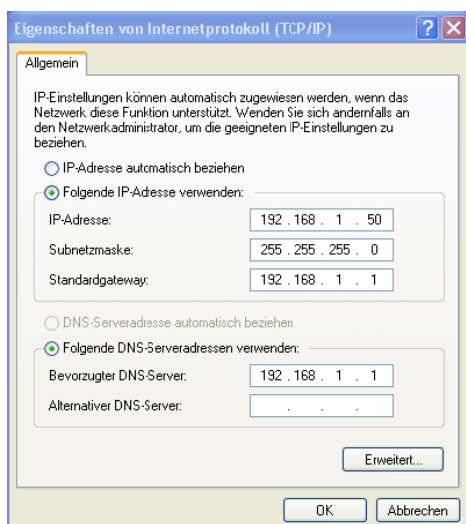 Eigenschaften von Internetprotokoll (TCP/IP)
Allgemein
IP-Einstellungen können automatisch zugewiesen werden, wenn das
Netzwerk diese Funktion unterstützt. Wenden Sie sich andernfalls an
den Netzwerkadministrator, um die geeigneten IP-Einstellungen zu
beziehen.
IP-Adresse automatisch beziehen
Folgende IP-Adresse verwenden:
IP-Adresse: 192 . 168 . 1 . 50
Subnetzmaske: 255 . 255 . 255 . 0
Standardgateway: 192 . 168 . 1 . 1
DNS-Serveradresse automatisch beziehen
Folgende DNS-Serveradressen verwenden:
Bevorzugter DNS-Server: 192 . 168 . 1 . 1
Alternativer DNS-Server: . . .
Erweitert...
OK Abbrechen